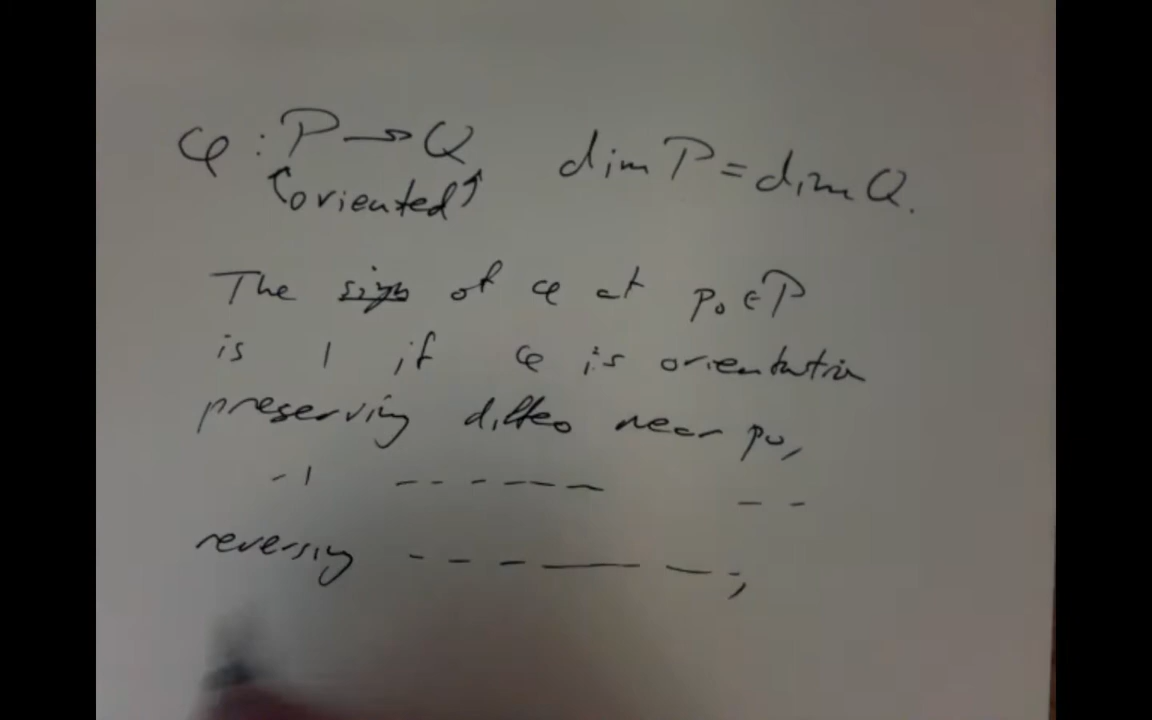 φ : P → Q dim P = dim Q.
(oriented)
The sign of φ at p₀ ∈ P
is 1 if φ is orientation
preserving diffeo near p₀,
-1 ------ --
reversing --- — — -;